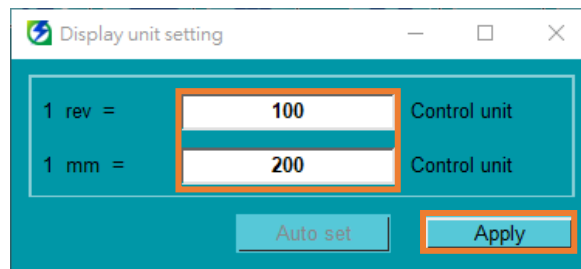 Display unit setting
1 rev = 100 Control unit
1 mm = 200 Control unit
Auto set Apply